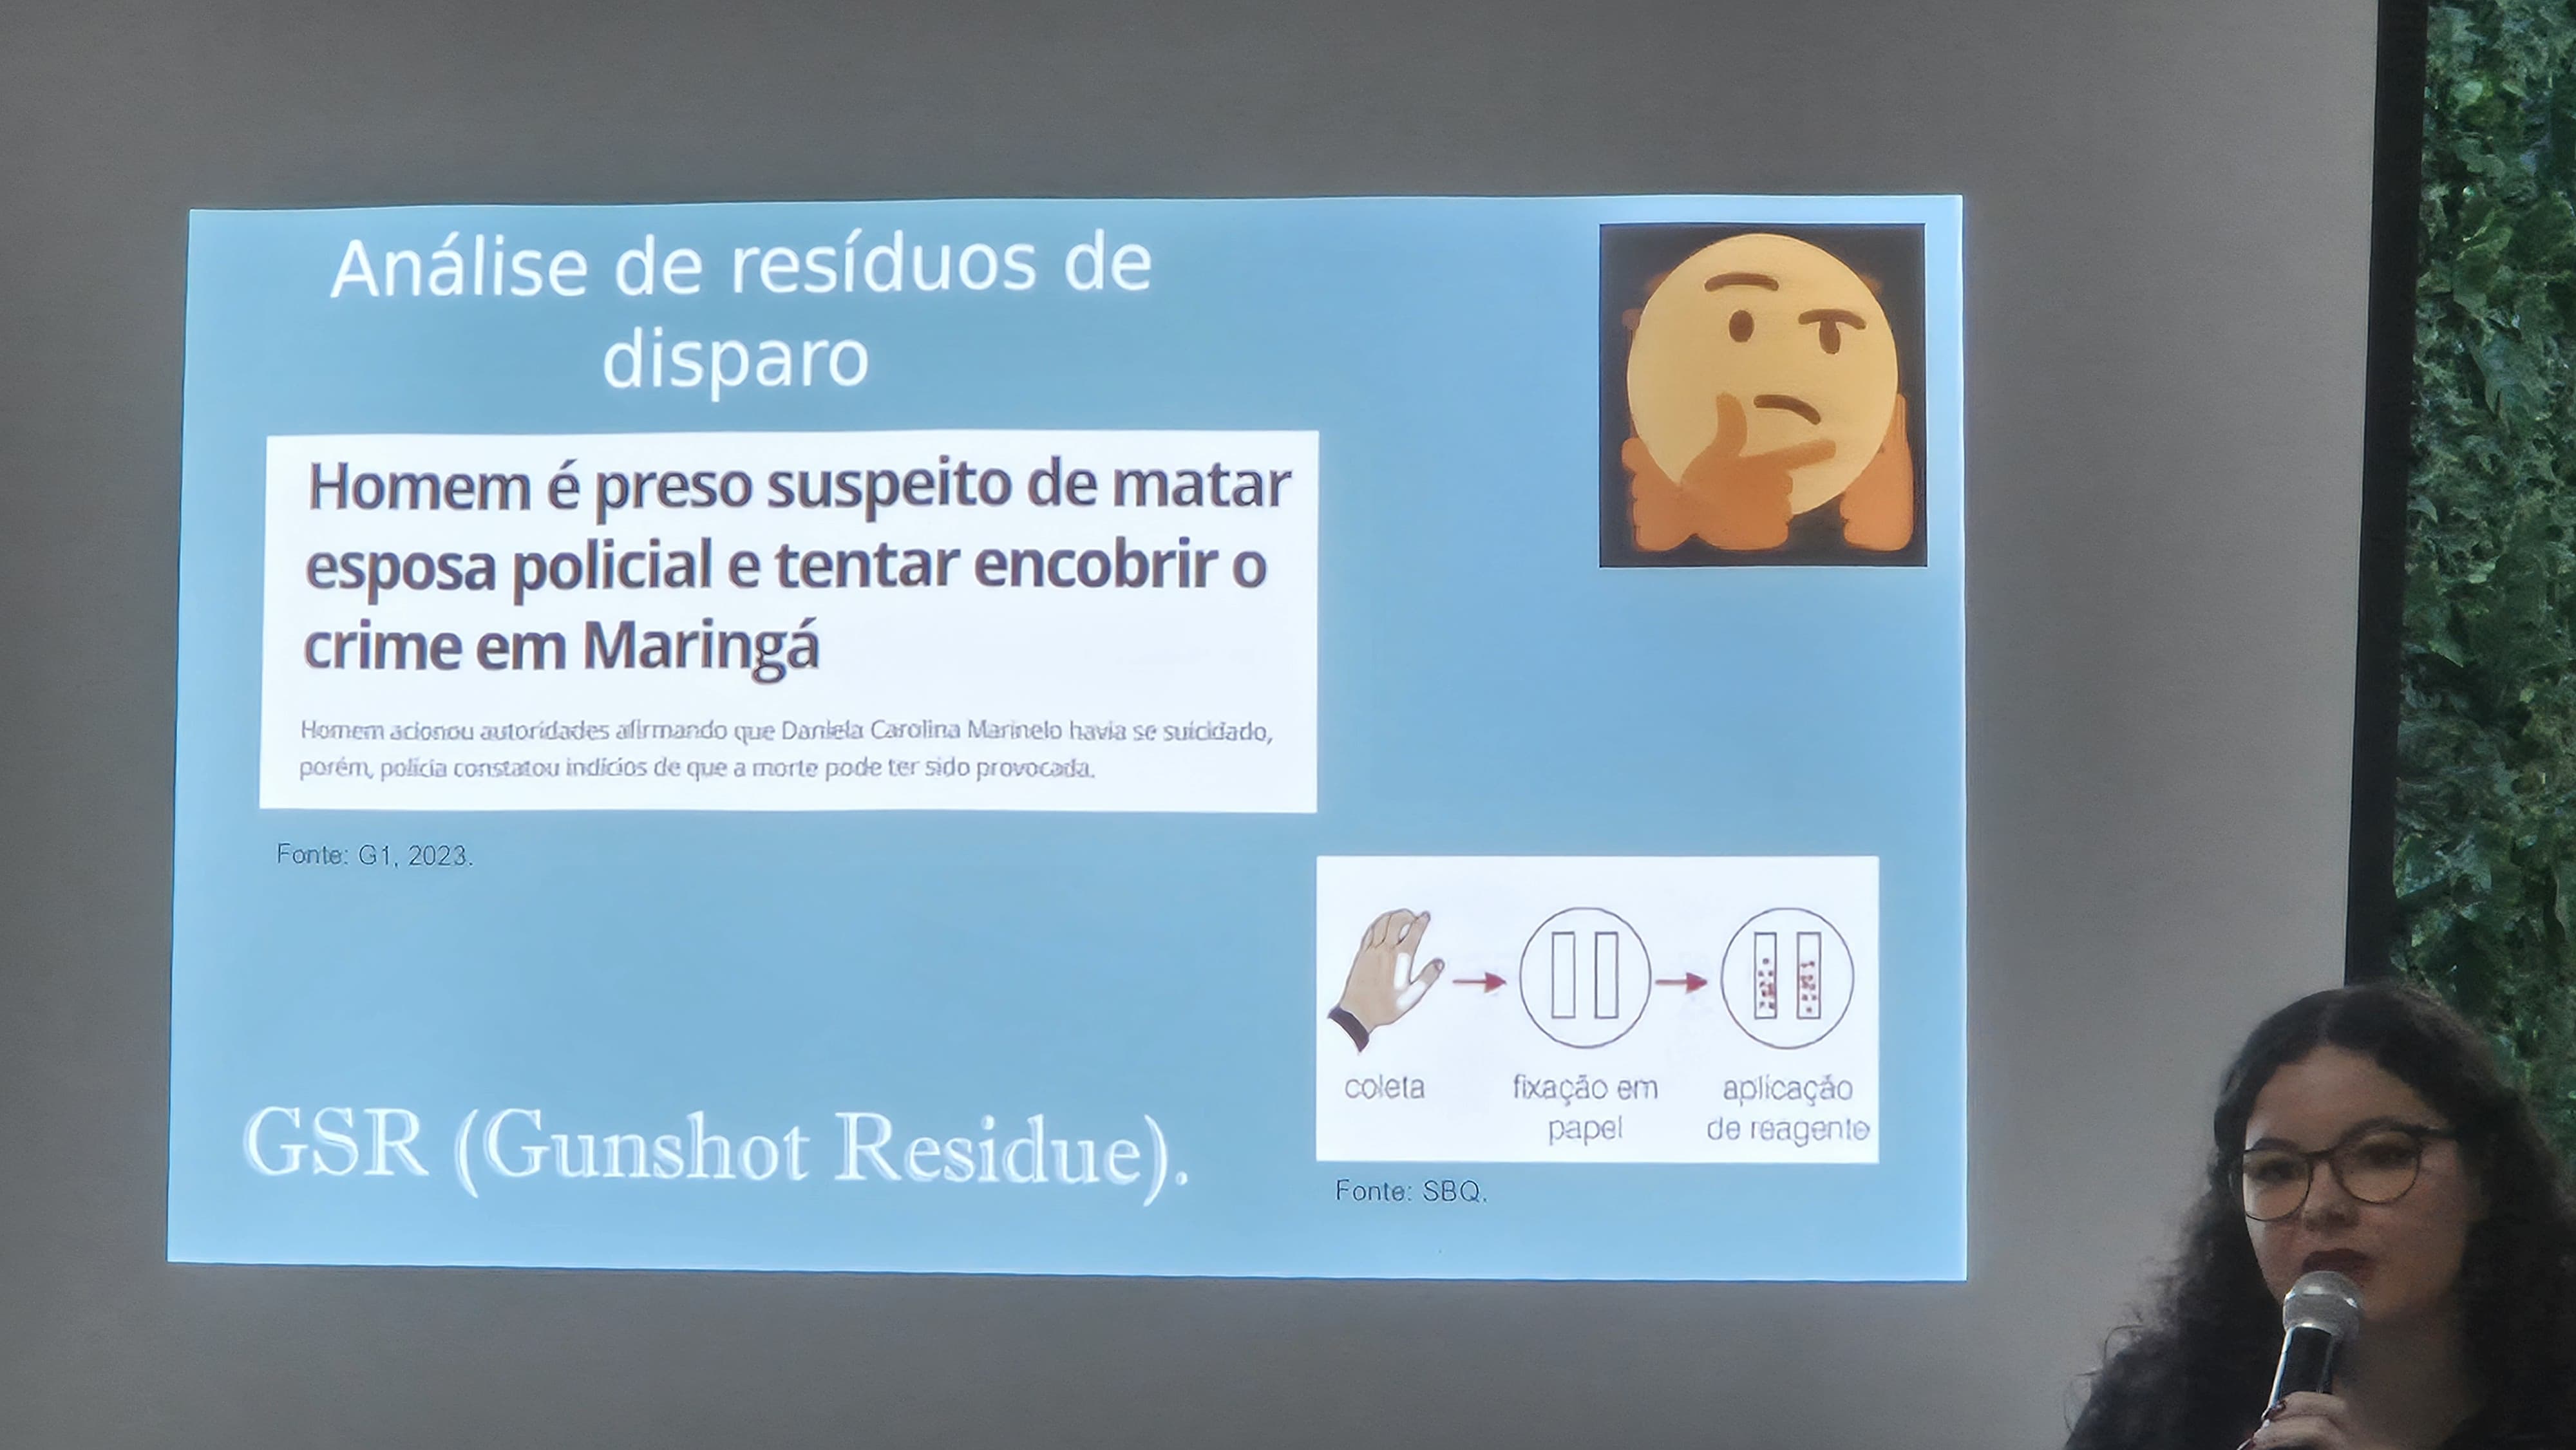 Análise de resíduos de
disparo
Homem é preso suspeito de matar
esposa policial e tentar encobrir o
crime em Maringá
Homem acionou autoridades afirmando que Daniela Carolina Marinelo havia se suicidado,
porém, polícia constatou indícios de que a morte pode ter sido provocada.
Fonte: G1, 2023.
coleta
fixação em
papel
aplicação
de reagente
GSR (Gunshot Residue).
Fonte: SBQ.